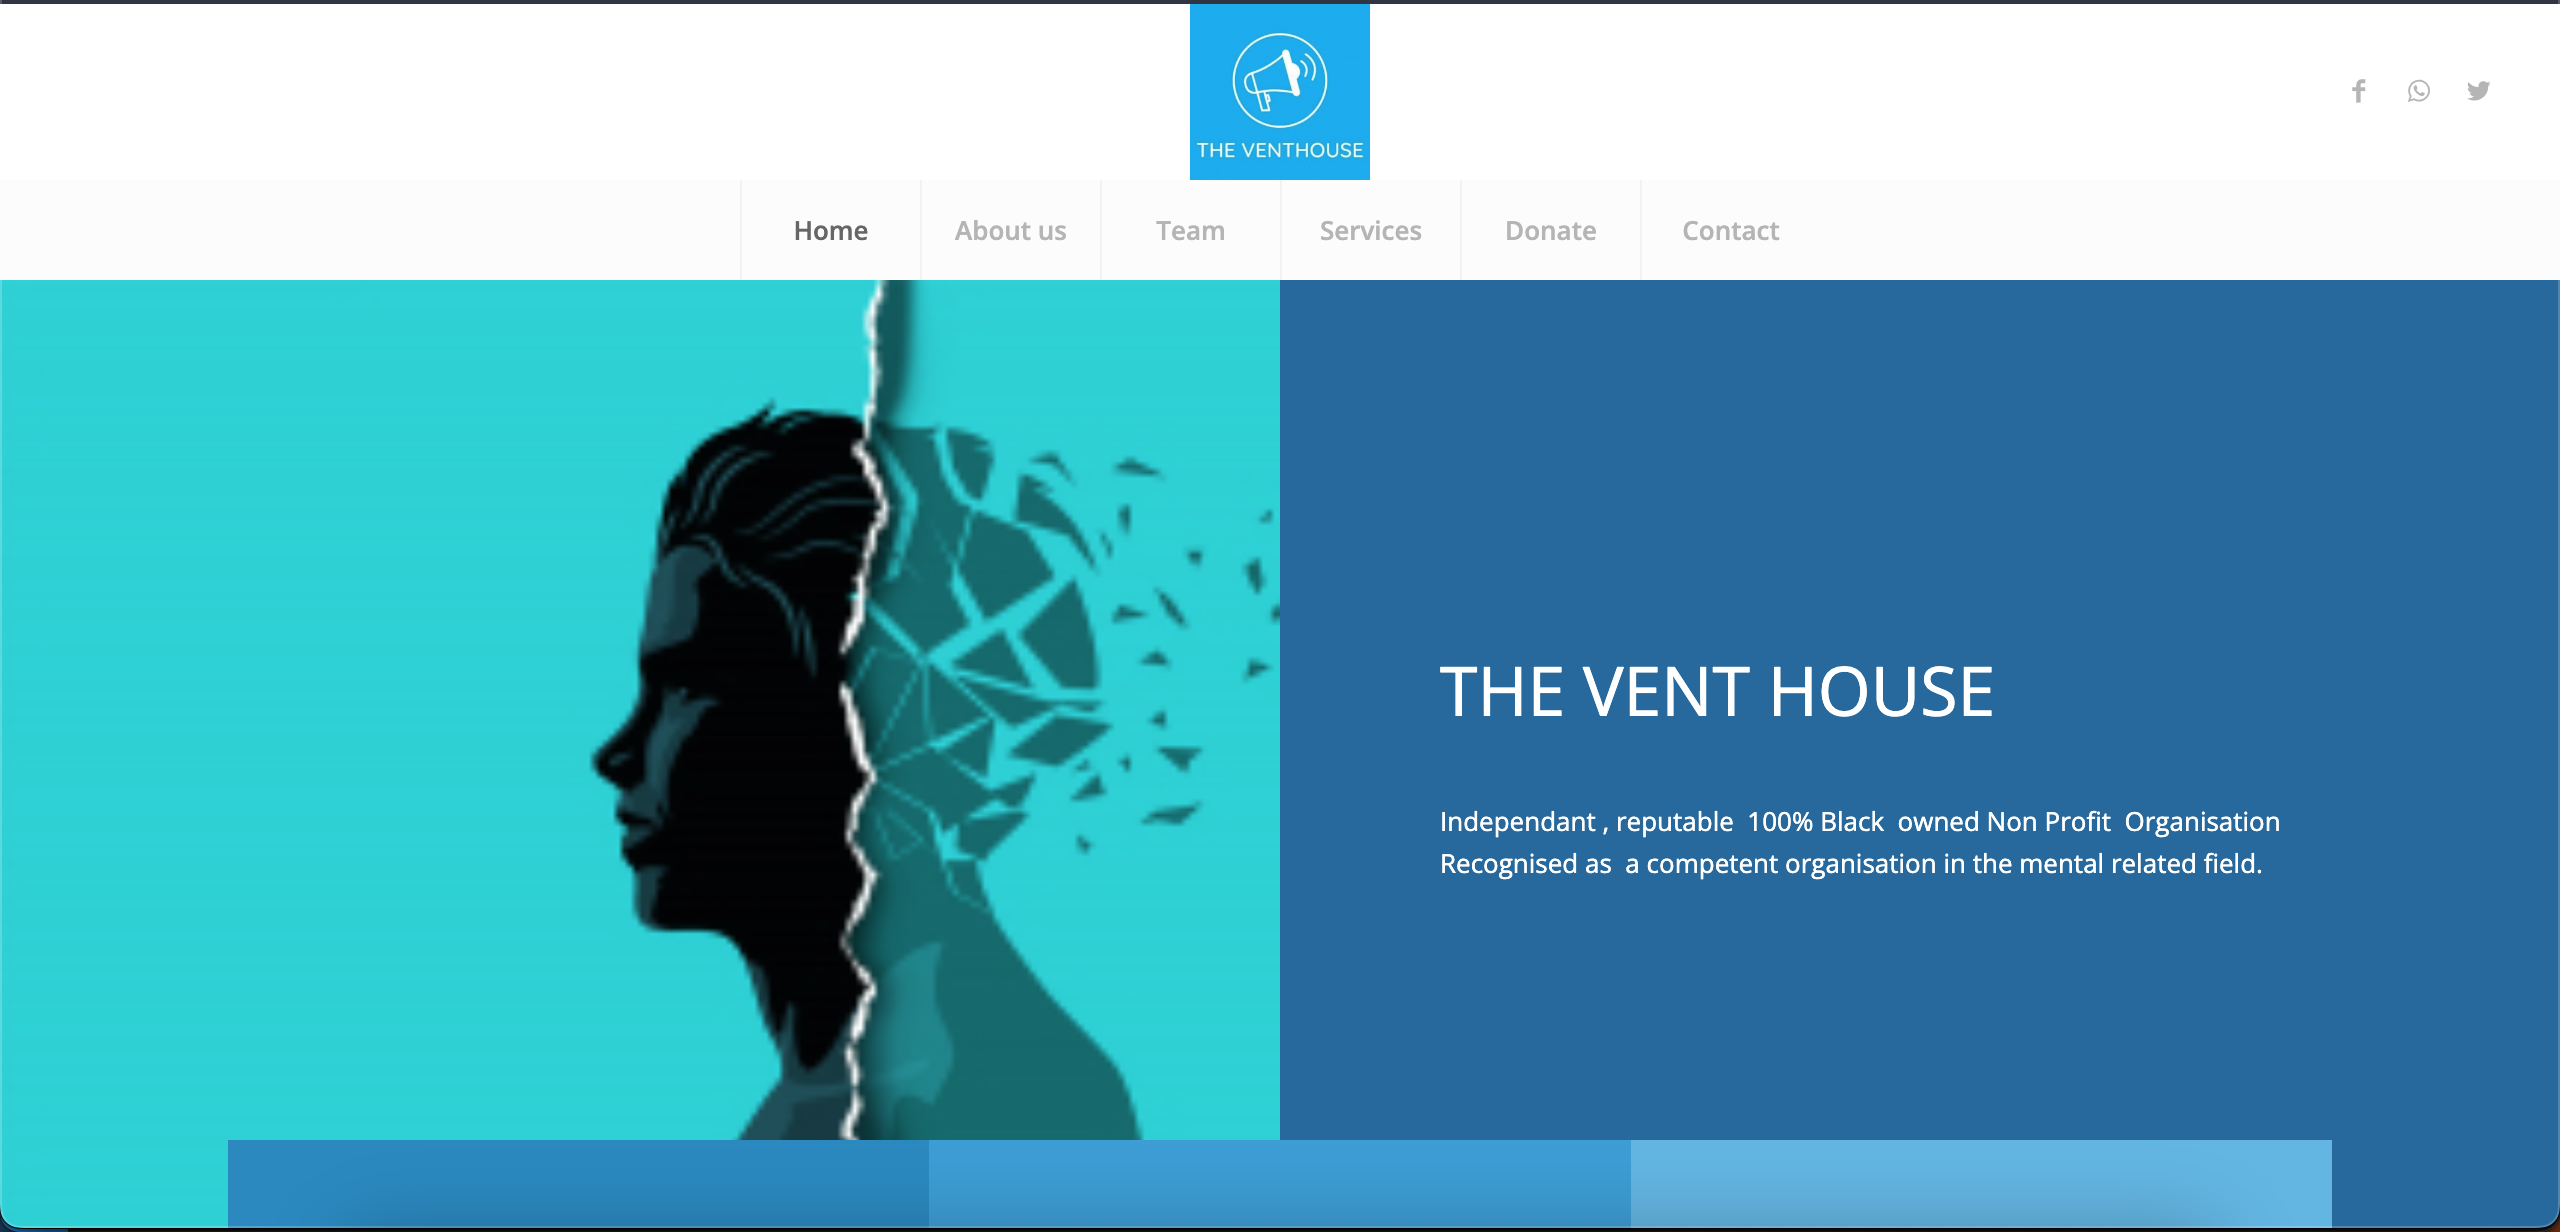 THE VENTHOUSE
Home
About us
Team
Services
Donate
Contact
THE VENT HOUSE
Independant , reputable  100% Black  owned Non Profit  Organisation
Recognised as  a competent organisation in the mental related field.